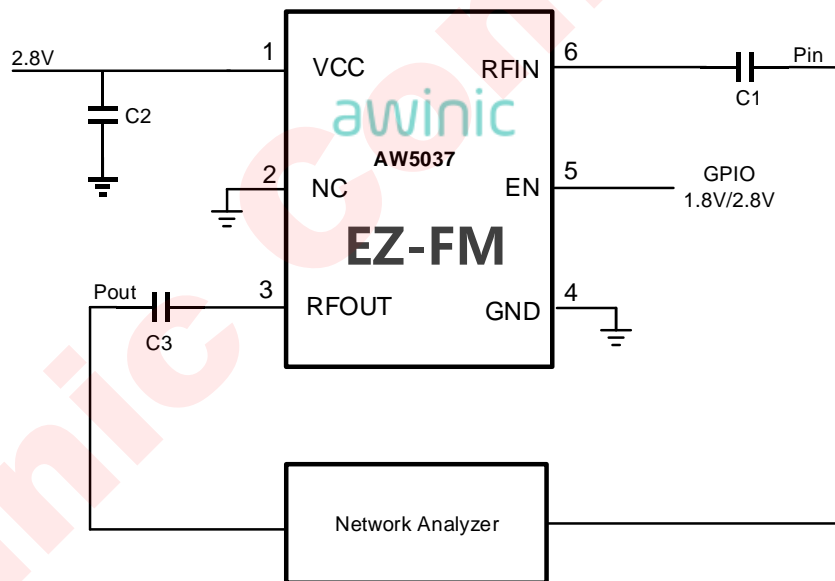 2.8V
1
6
Pin
VCC
RFIN
C2
C1
awinic
AW5037
2
5
GPIO
NC
EN
1.8V/2.8V
EZ-FM
Pout
3
4
RFOUT
GND
C3
Network Analyzer